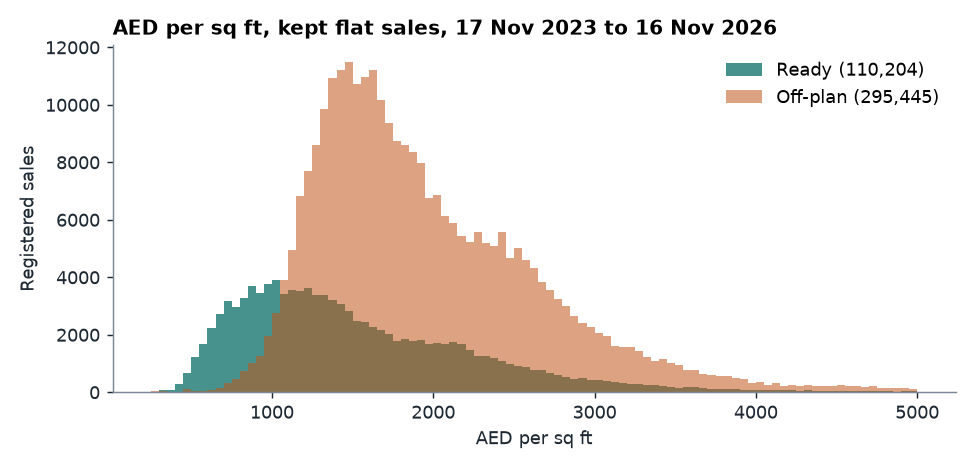 AED per sq ft, kept flat sales, 17 Nov 2023 to 16 Nov 2026
Ready (110,204)
Off-plan (295,445)
Registered sales
12000
10000
8000
6000
4000
2000
0
1000 2000 3000 4000 5000
AED per sq ft